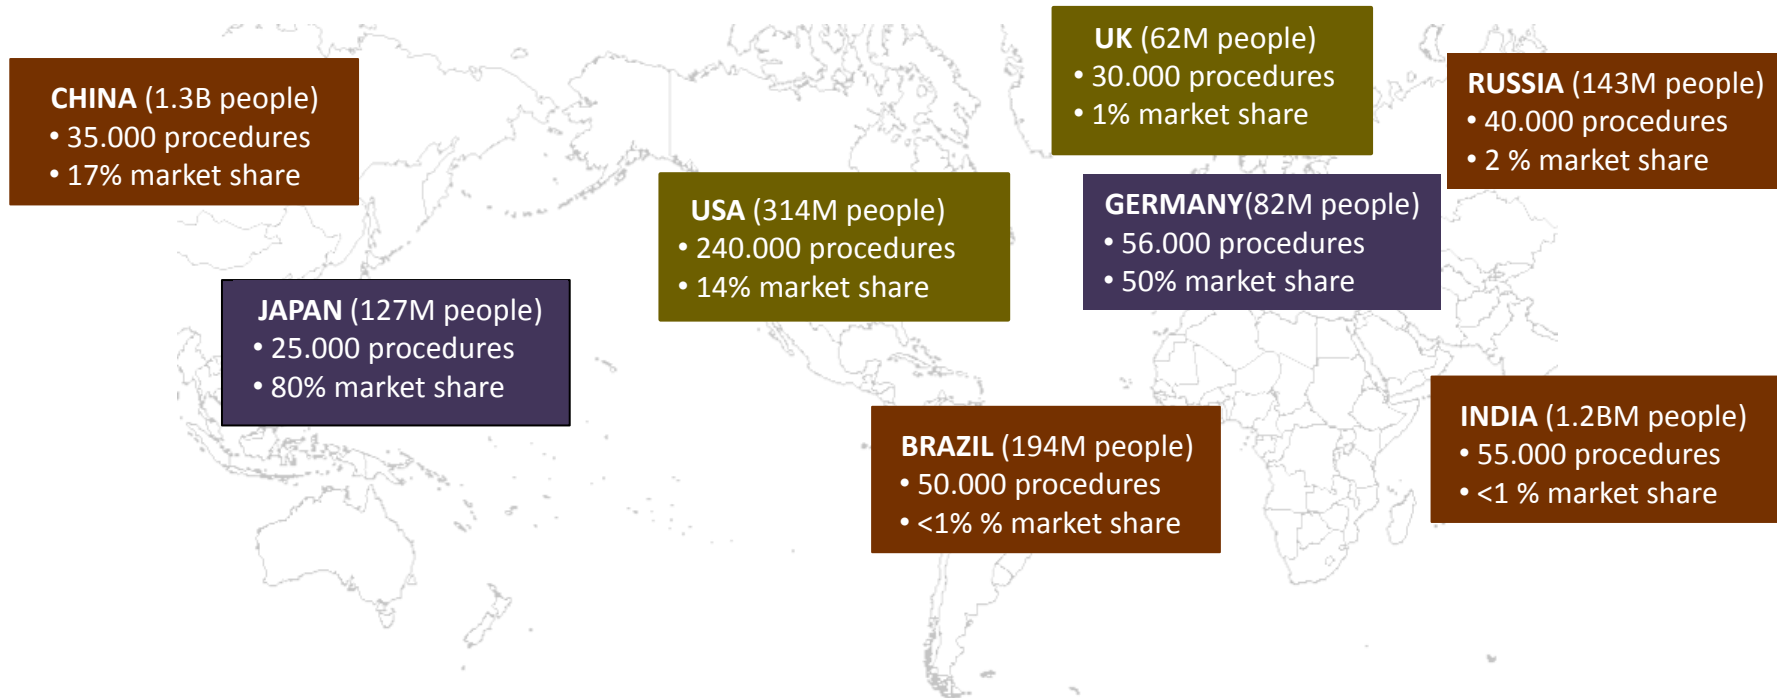 CHINA (1.3B people)
• 35.000 procedures
• 17% market share
JAPAN (127M people)
• 25.000 procedures
• 80% market share
USA (314M people)
• 240.000 procedures
• 14% market share
UK (62M people)
• 30.000 procedures
• 1% market share
GERMANY(82M people)
• 56.000 procedures
• 50% market share
RUSSIA (143M people)
• 40.000 procedures
• 2 % market share
BRAZIL (194M people)
• 50.000 procedures
• <1% % market share
INDIA (1.2BM people)
• 55.000 procedures
• <1 % market share